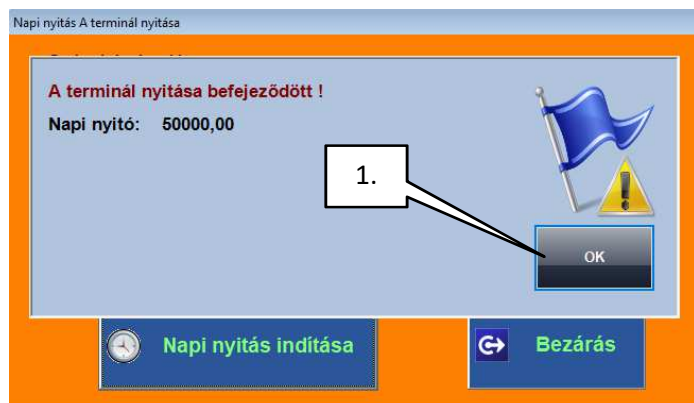 Napi nyitás A terminál nyitása
A terminál nyitása befejeződött !
Napi nyitó: 50000,00
1.
OK
Napi nyitás indítása
Bezárás